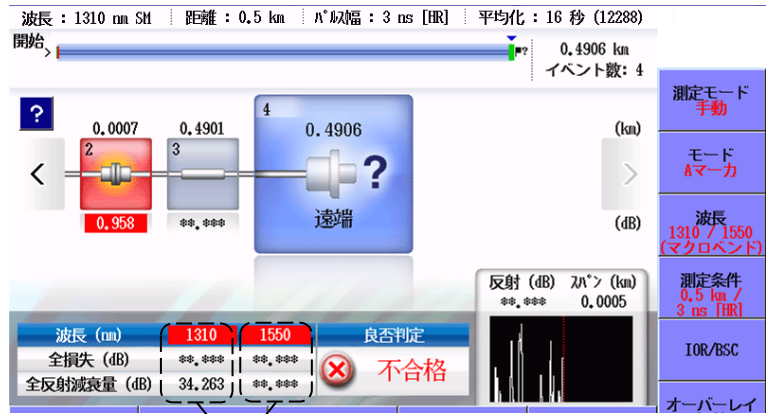 波長：1310 nm SM 距離：0.5 km パルス幅：3 ns [HR] 平均化：16 秒 (12288)
開始
0.4906 km
イベント数: 4
?
0.0007 0.4901 4 0.4906 (km)
2 3
?
0.958 **.*** 遠端 (dB)
反射 (dB) スパン (km)
**.*** 0.0005
波長 (nm) 1310 1550 良否判定
全損失 (dB) **.*** **.*** 不合格
全反射減衰量 (dB) 34.263 **.***
測定モード
手動
モード
Aマーカ
波長
1310 / 1550
(マクロベンド)
測定条件
0.5 km /
3 ns [HR]
IOR/BSC
オーバーレイ